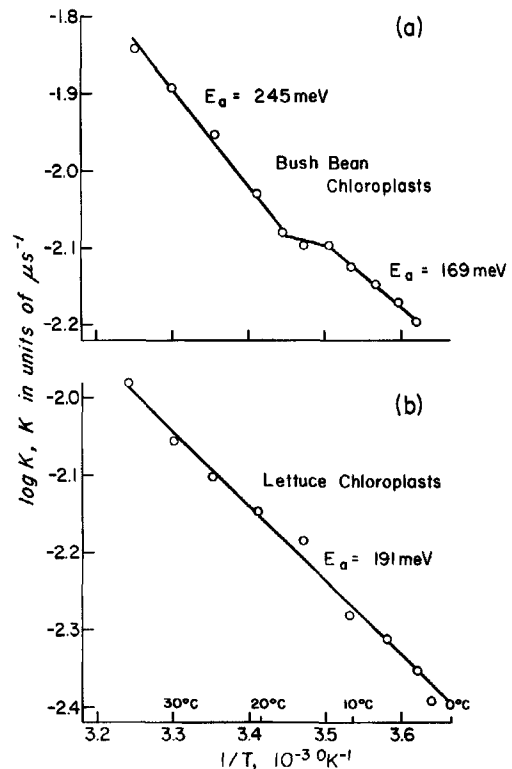 (a)
-1.8
-1.9
-2.0
-2.1
-2.2
Ea = 245 meV
Bush Bean
Chloroplasts
Ea = 169 meV
log K, K in units of μs-1
(b)
-2.0
-2.1
-2.2
-2.3
-2.4
Lettuce Chloroplasts
Ea = 191 meV
30°C 20°C 10°C 0°C
3.2 3.3 3.4 3.5 3.6
1/T, 10-3 0K-1